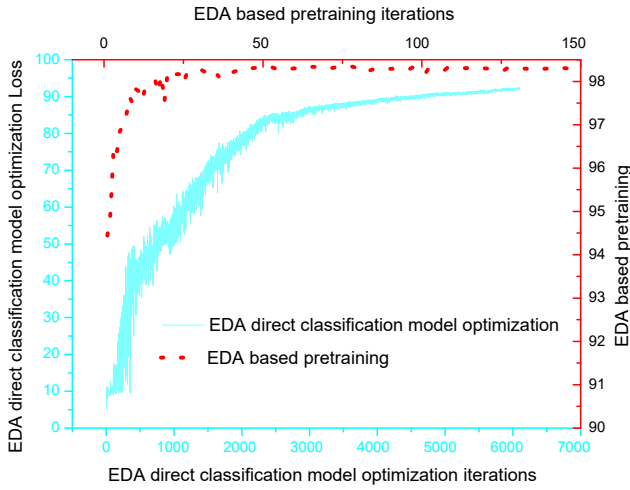 EDA based pretraining iterations
0 50 100 150
EDA direct classification model optimization Loss
100
90
80
70
60
50
40
30
20
10
0
98
97
96
95
94
93
92
91
90
EDA based pretraining
EDA direct classification model optimization
EDA based pretraining
0 1000 2000 3000 4000 5000 6000 7000
EDA direct classification model optimization iterations